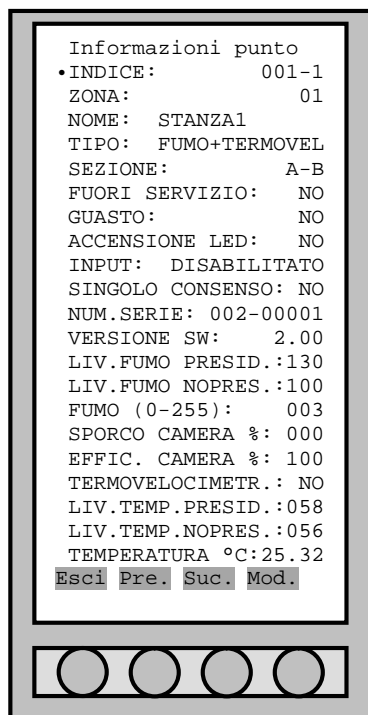 Informazioni punto
•INDICE: 001-1
ZONA: 01
NOME: STANZA1
TIPO: FUMO+TERMOVEL
SEZIONE: A-B
FUORI SERVIZIO: NO
GUASTO: NO
ACCENSIONE LED: NO
INPUT: DISABILITATO
SINGOLO CONSENSO: NO
NUM.SERIE: 002-00001
VERSIONE SW: 2.00
LIV.FUMO PRESID.:130
LIV.FUMO NOPRES.:100
FUMO (0-255): 003
SPORCO CAMERA %: 000
EFFIC. CAMERA %: 100
TERMOVELOCIMETR.: NO
LIV.TEMP.PRESID.:058
LIV.TEMP.NOPRES.:056
TEMPERATURA °C:25.32
Esci Pre. Suc. Mod.